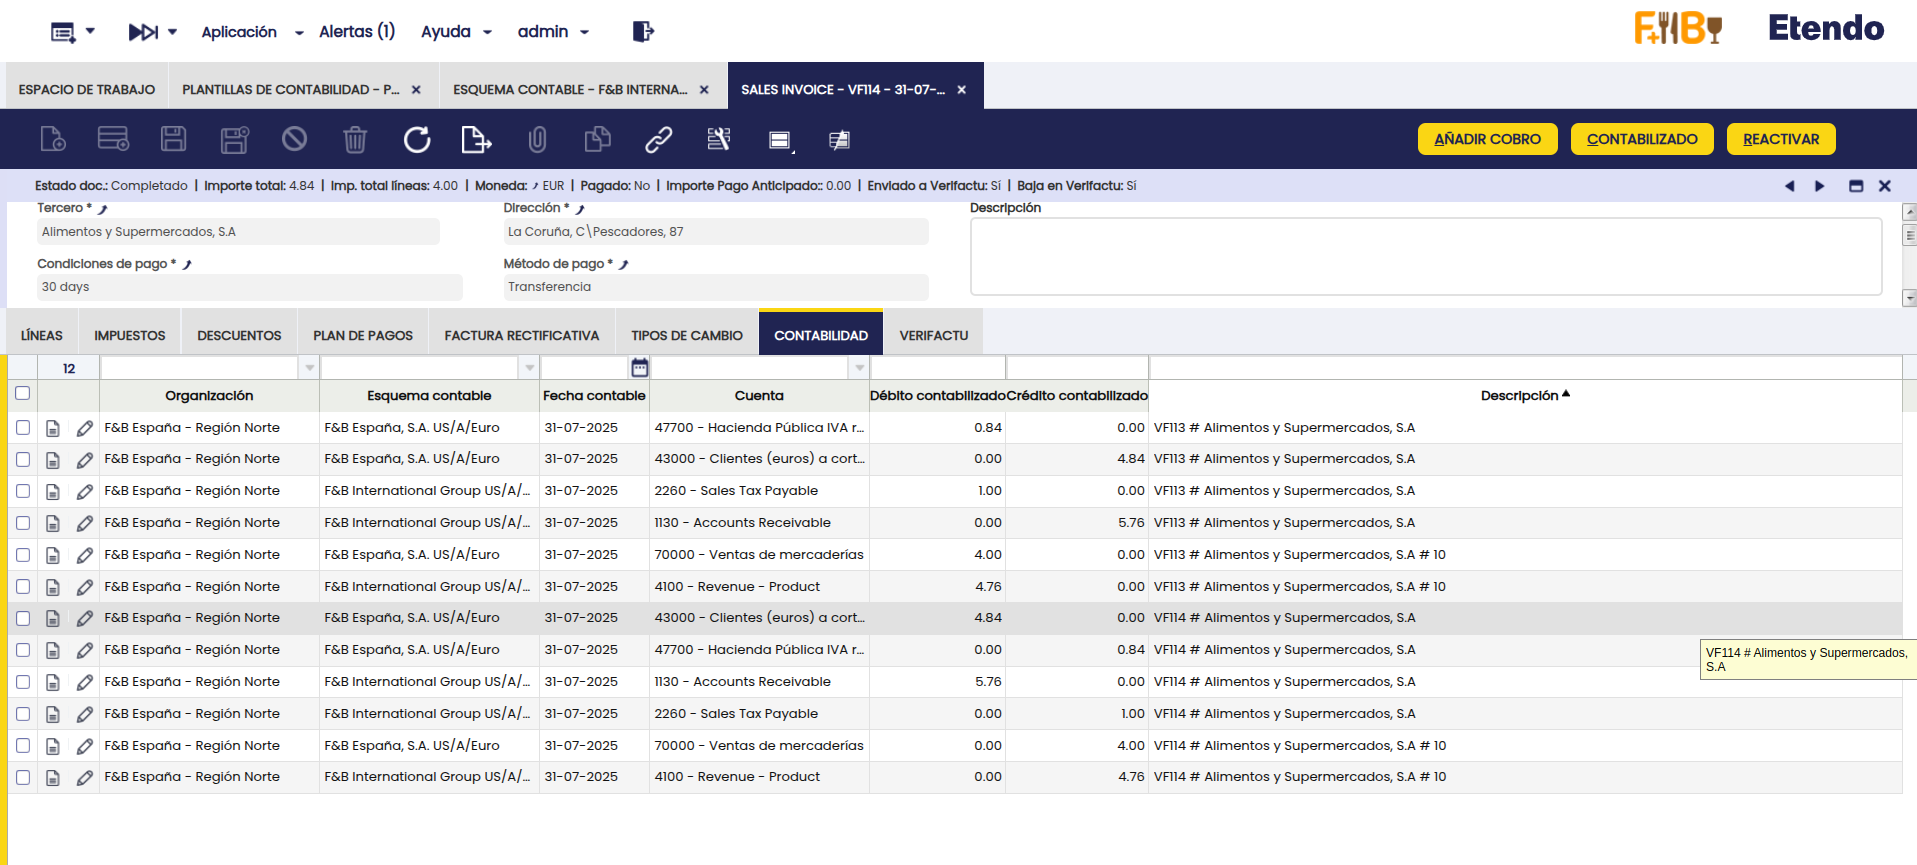 Aplicación Alertas (1) Ayuda admin F+B Etendo
ESPACIO DE TRABAJO PLANTILLAS DE CONTABILIDAD - P... ESQUEMA CONTABLE - F&B INTERNA... SALES INVOICE - VF114 - 31-07-...
AÑADIR COBRO CONTABILIZADO REACTIVAR
Estado doc.: Completado | Importe total: 4.84 | Imp. total líneas: 4.00 | Moneda: EUR | Pagado: No | Importe Pago Anticipado:: 0.00 | Enviado a Verifactu: Sí | Baja en Verifactu: Sí
Tercero * Dirección * Descripción
Alimentos y Supermercados, S.A La Coruña, C\Pescadores, 87
Condiciones de pago * Método de pago *
30 days Transferencia
LÍNEAS IMPUESTOS DESCUENTOS PLAN DE PAGOS FACTURA RECTIFICATIVA TIPOS DE CAMBIO CONTABILIDAD VERIFACTU
12
Organización Esquema contable Fecha contable Cuenta Débito contabilizado Crédito contabilizado Descripción
F&B España - Región Norte F&B España, S.A. US/A/Euro 31-07-2025 47700 - Hacienda Pública IVA r... 0.84 0.00 VF113 # Alimentos y Supermercados, S.A
F&B España - Región Norte F&B España, S.A. US/A/Euro 31-07-2025 43000 - Clientes (euros) a cort... 0.00 4.84 VF113 # Alimentos y Supermercados, S.A
F&B España - Región Norte F&B International Group US/A/... 31-07-2025 2260 - Sales Tax Payable 1.00 0.00 VF113 # Alimentos y Supermercados, S.A
F&B España - Región Norte F&B International Group US/A/... 31-07-2025 1130 - Accounts Receivable 0.00 5.76 VF113 # Alimentos y Supermercados, S.A
F&B España - Región Norte F&B España, S.A. US/A/Euro 31-07-2025 70000 - Ventas de mercaderías 4.00 0.00 VF113 # Alimentos y Supermercados, S.A # 10
F&B España - Región Norte F&B International Group US/A/... 31-07-2025 4100 - Revenue - Product 4.76 0.00 VF113 # Alimentos y Supermercados, S.A # 10
F&B España - Región Norte F&B España, S.A. US/A/Euro 31-07-2025 43000 - Clientes (euros) a cort... 4.84 0.00 VF114 # Alimentos y Supermercados, S.A
F&B España - Región Norte F&B España, S.A. US/A/Euro 31-07-2025 47700 - Hacienda Pública IVA r... 0.00 0.84 VF114 # Alimentos y Supermercados, S.A
VF114 # Alimentos y Supermercados,
S.A
F&B España - Región Norte F&B International Group US/A/... 31-07-2025 1130 - Accounts Receivable 5.76 0.00 VF114 # Alimentos y Supermercados, S.A
F&B España - Región Norte F&B International Group US/A/... 31-07-2025 2260 - Sales Tax Payable 0.00 1.00 VF114 # Alimentos y Supermercados, S.A
F&B España - Región Norte F&B España, S.A. US/A/Euro 31-07-2025 70000 - Ventas de mercaderías 0.00 4.00 VF114 # Alimentos y Supermercados, S.A # 10
F&B España - Región Norte F&B International Group US/A/... 31-07-2025 4100 - Revenue - Product 0.00 4.76 VF114 # Alimentos y Supermercados, S.A # 10